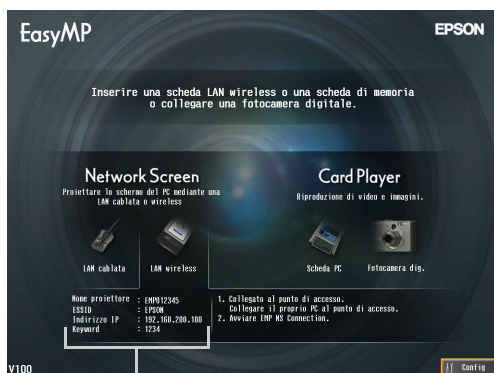 EasyMP
EPSON
Inserire una scheda LAN wireless o una scheda di memoria
o collegare una fotocamera digitale.
Network Screen
Proiettare lo schermo del PC mediante una
LAN cablata o wireless
LAN cablata
LAN wireless
Card Player
Riproduzione di video e immagini.
Scheda PC
Fotocamera dig.
Nome proiettore : EMP012345
ESSID : EPSON
Indirizzo IP : 192.168.200.100
Keyword : 1234
1. Collegato al punto di accesso.
Collegare il proprio PC al punto di accesso.
2. Avviare EMP NS Connection.
V100
Config